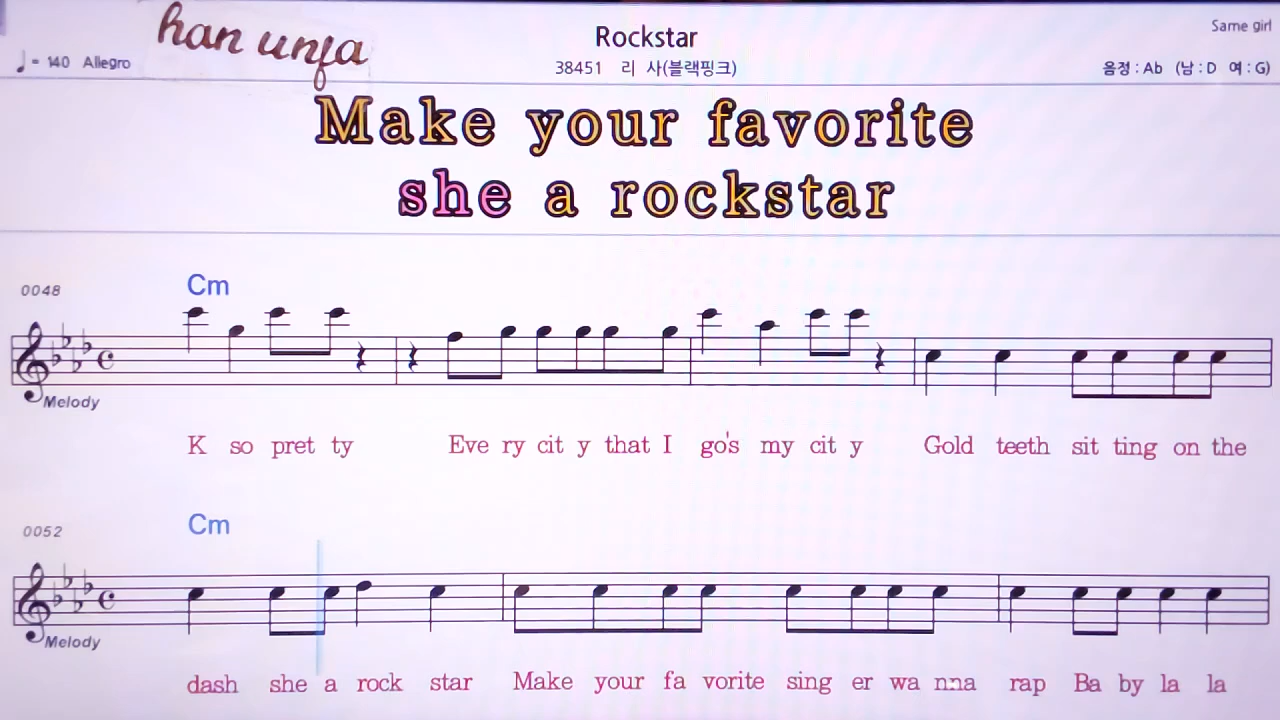 han unfa
Rockstar
Same girl
♩= 140 Allegro
38451 리 사(블랙핑크)
음정 : Ab (남 : D 여 : G)
Make your favorite
she a rockstar
0048
Cm
Melody
K so pret ty Eve ry cit y that I go's my cit y Gold teeth sit ting on the
0052
Cm
Melody
dash she a rock star Make your fa vorite sing er wa nna rap Ba by la la